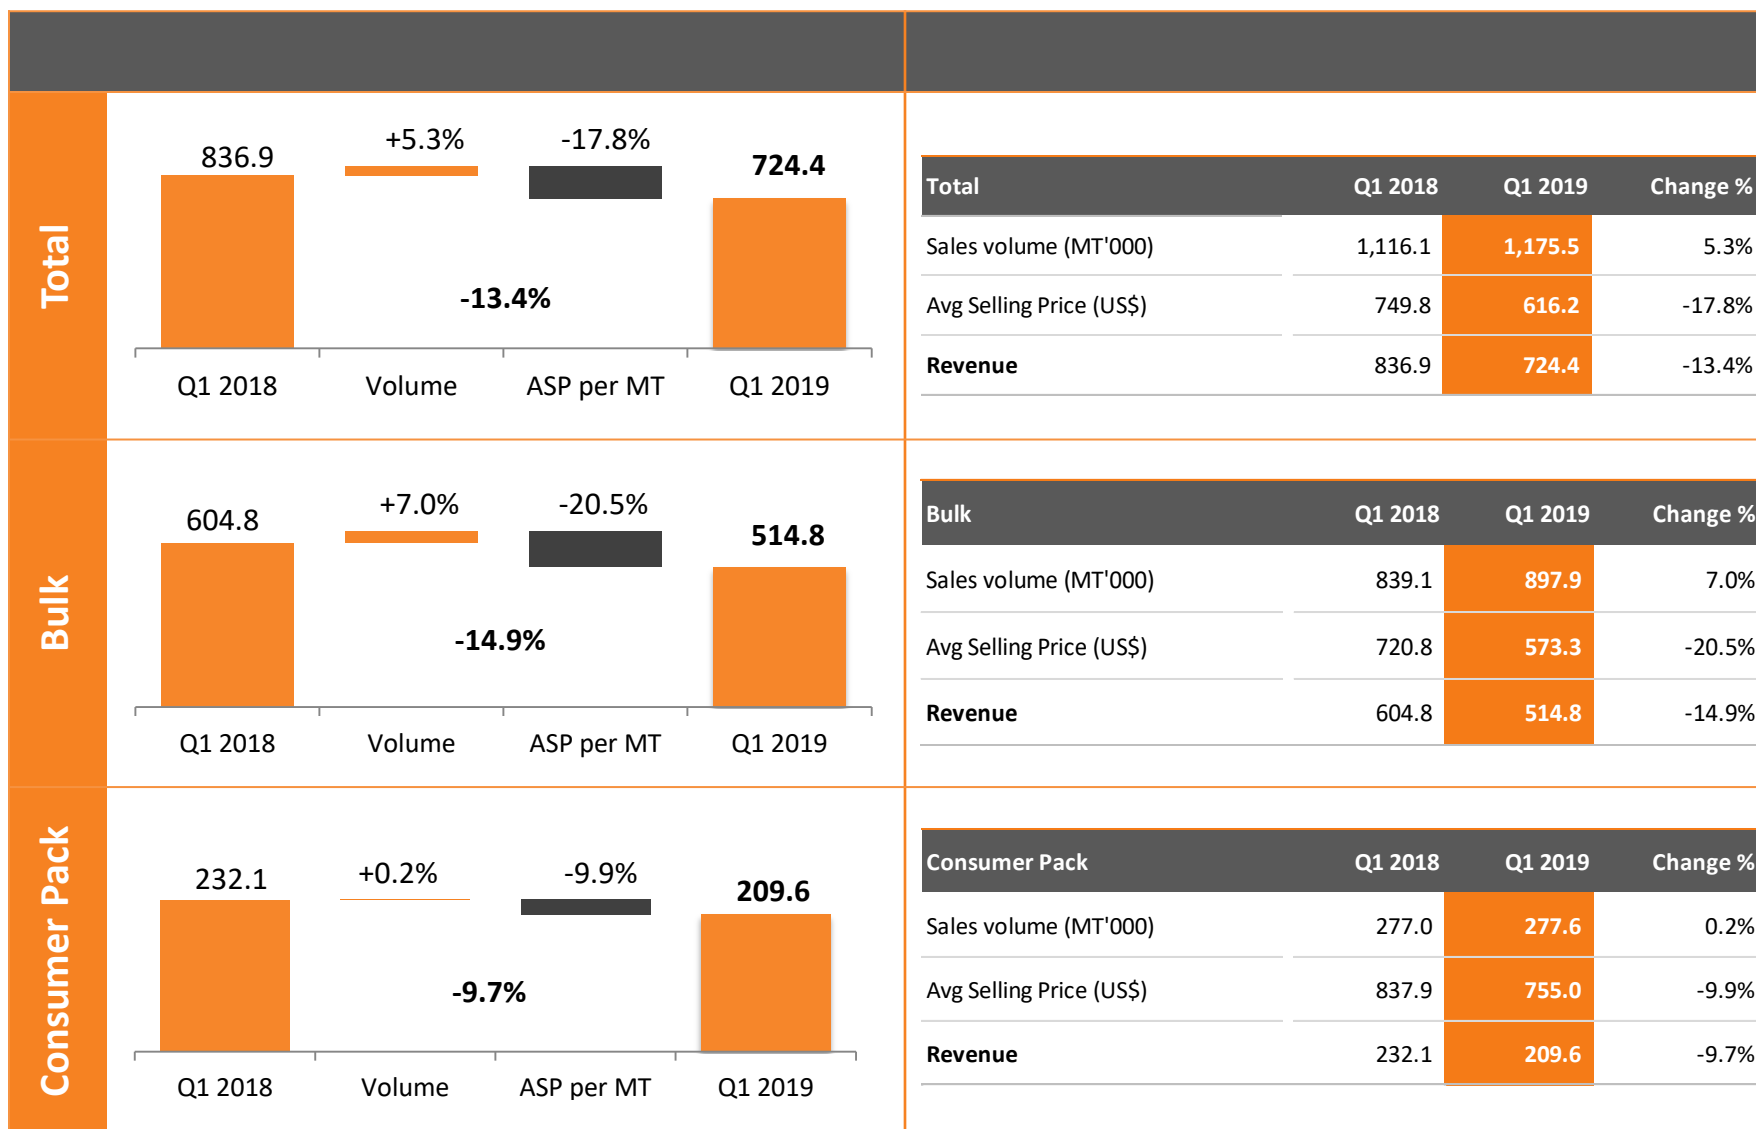 Total
836.9
+5.3%
-17.8%
724.4
-13.4%
Q1 2018 Volume ASP per MT Q1 2019
Total Q1 2018 Q1 2019 Change %
Sales volume (MT'000) 1,116.1 1,175.5 5.3%
Avg Selling Price (US$) 749.8 616.2 -17.8%
Revenue 836.9 724.4 -13.4%
Bulk
604.8
+7.0%
-20.5%
514.8
-14.9%
Q1 2018 Volume ASP per MT Q1 2019
Bulk Q1 2018 Q1 2019 Change %
Sales volume (MT'000) 839.1 897.9 7.0%
Avg Selling Price (US$) 720.8 573.3 -20.5%
Revenue 604.8 514.8 -14.9%
Consumer Pack
232.1
+0.2%
-9.9%
209.6
-9.7%
Q1 2018 Volume ASP per MT Q1 2019
Consumer Pack Q1 2018 Q1 2019 Change %
Sales volume (MT'000) 277.0 277.6 0.2%
Avg Selling Price (US$) 837.9 755.0 -9.9%
Revenue 232.1 209.6 -9.7%